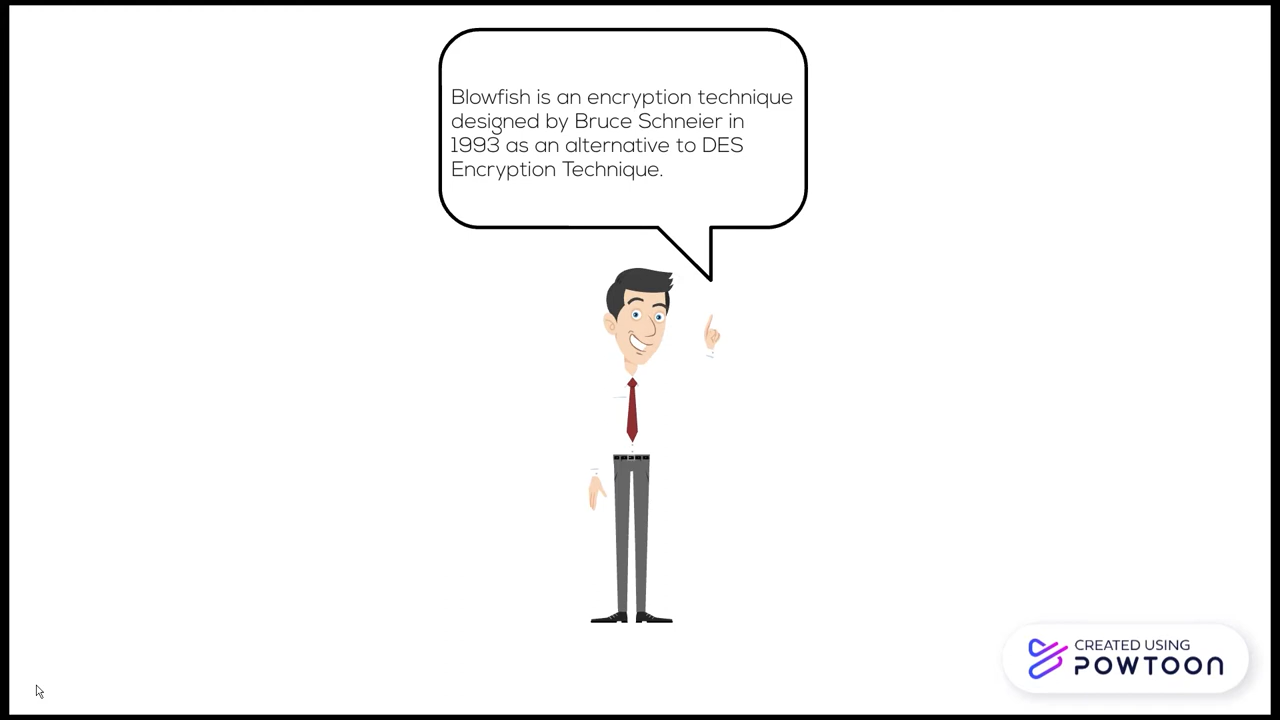 Blowfish is an encryption technique
designed by Bruce Schneier in
1993 as an alternative to DES
Encryption Technique.
CREATED USING
POWTOON